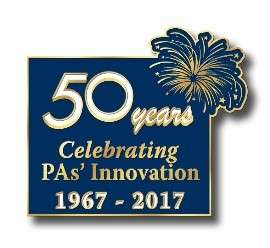 50 years
Celebrating
PAs' Innovation
1967 - 2017